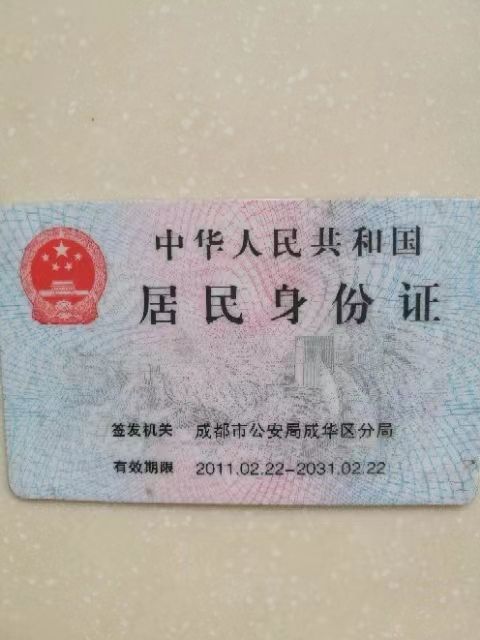 中华人民共和国
居民身份证
签发机关 成都市公安局成华区分局
有效期限 2011.02.22-2031.02.22